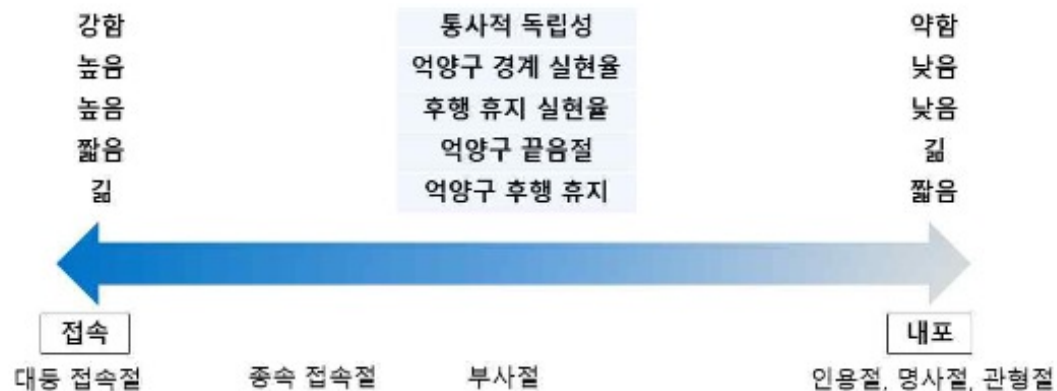 강함 통사적 독립성 약함
높음 억양구 경계 실현율 낮음
높음 후행 휴지 실현율 낮음
짧음 억양구 끝음절 긺
긺 억양구 후행 휴지 짧음
접속 내포
대등 접속절 종속 접속절 부사절 인용절, 명사절, 관형절